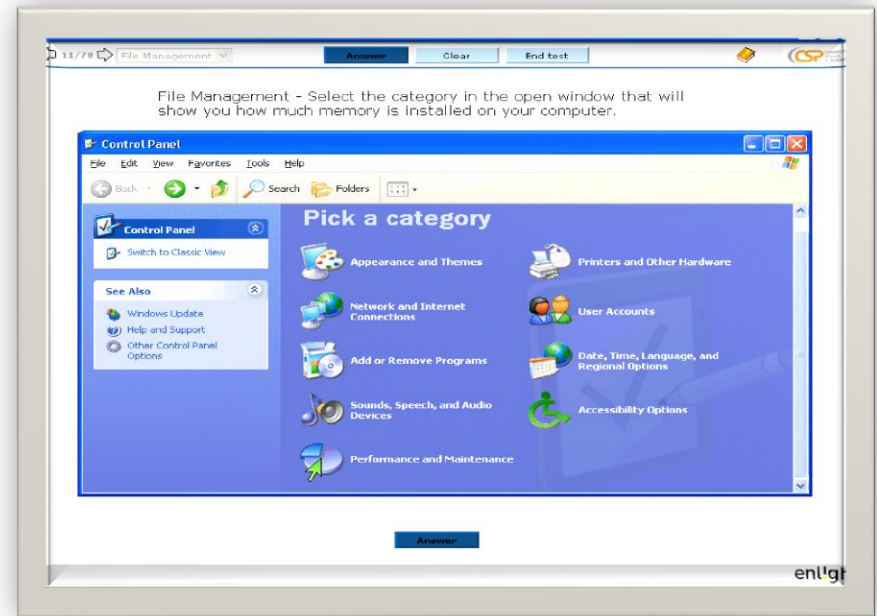 11/70 File Management
Answer
Clear
End test
CSP
File Management - Select the category in the open window that will
show you how much memory is installed on your computer.
Control Panel
File Edit View Favorites Tools Help
Back
Search
Folders
Control Panel
Switch to Classic View
See Also
Windows Update
Help and Support
Other Control Panel
Options
Pick a category
Appearance and Themes
Printers and Other Hardware
Network and Internet
Connections
User Accounts
Add or Remove Programs
Date, Time, Language, and
Regional Options
Sounds, Speech, and Audio
Devices
Accessibility Options
Performance and Maintenance
Answer
enligh